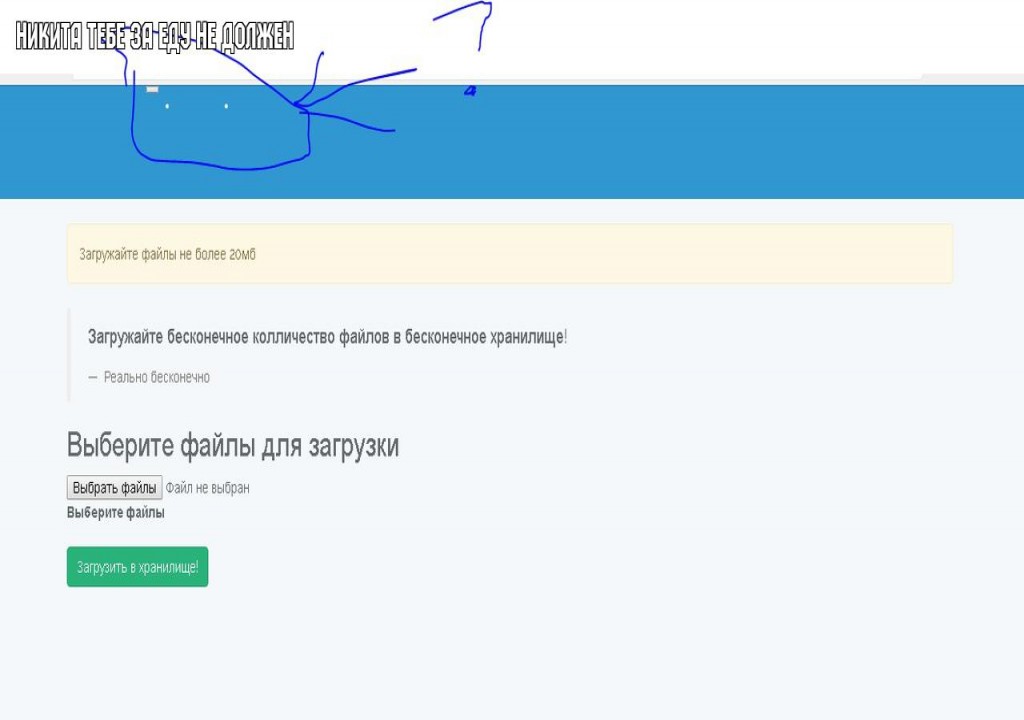 НИКИТА ТЕБЕ ЗА ЕДУ НЕ ДОЛЖЕН
Загружайте файлы не более 20мб
Загружайте бесконечное колличество файлов в бесконечное хранилище!
— Реально бесконечно
Выберите файлы для загрузки
Выбрать файлы Файл не выбран
Выберите файлы
Загрузить в хранилище!